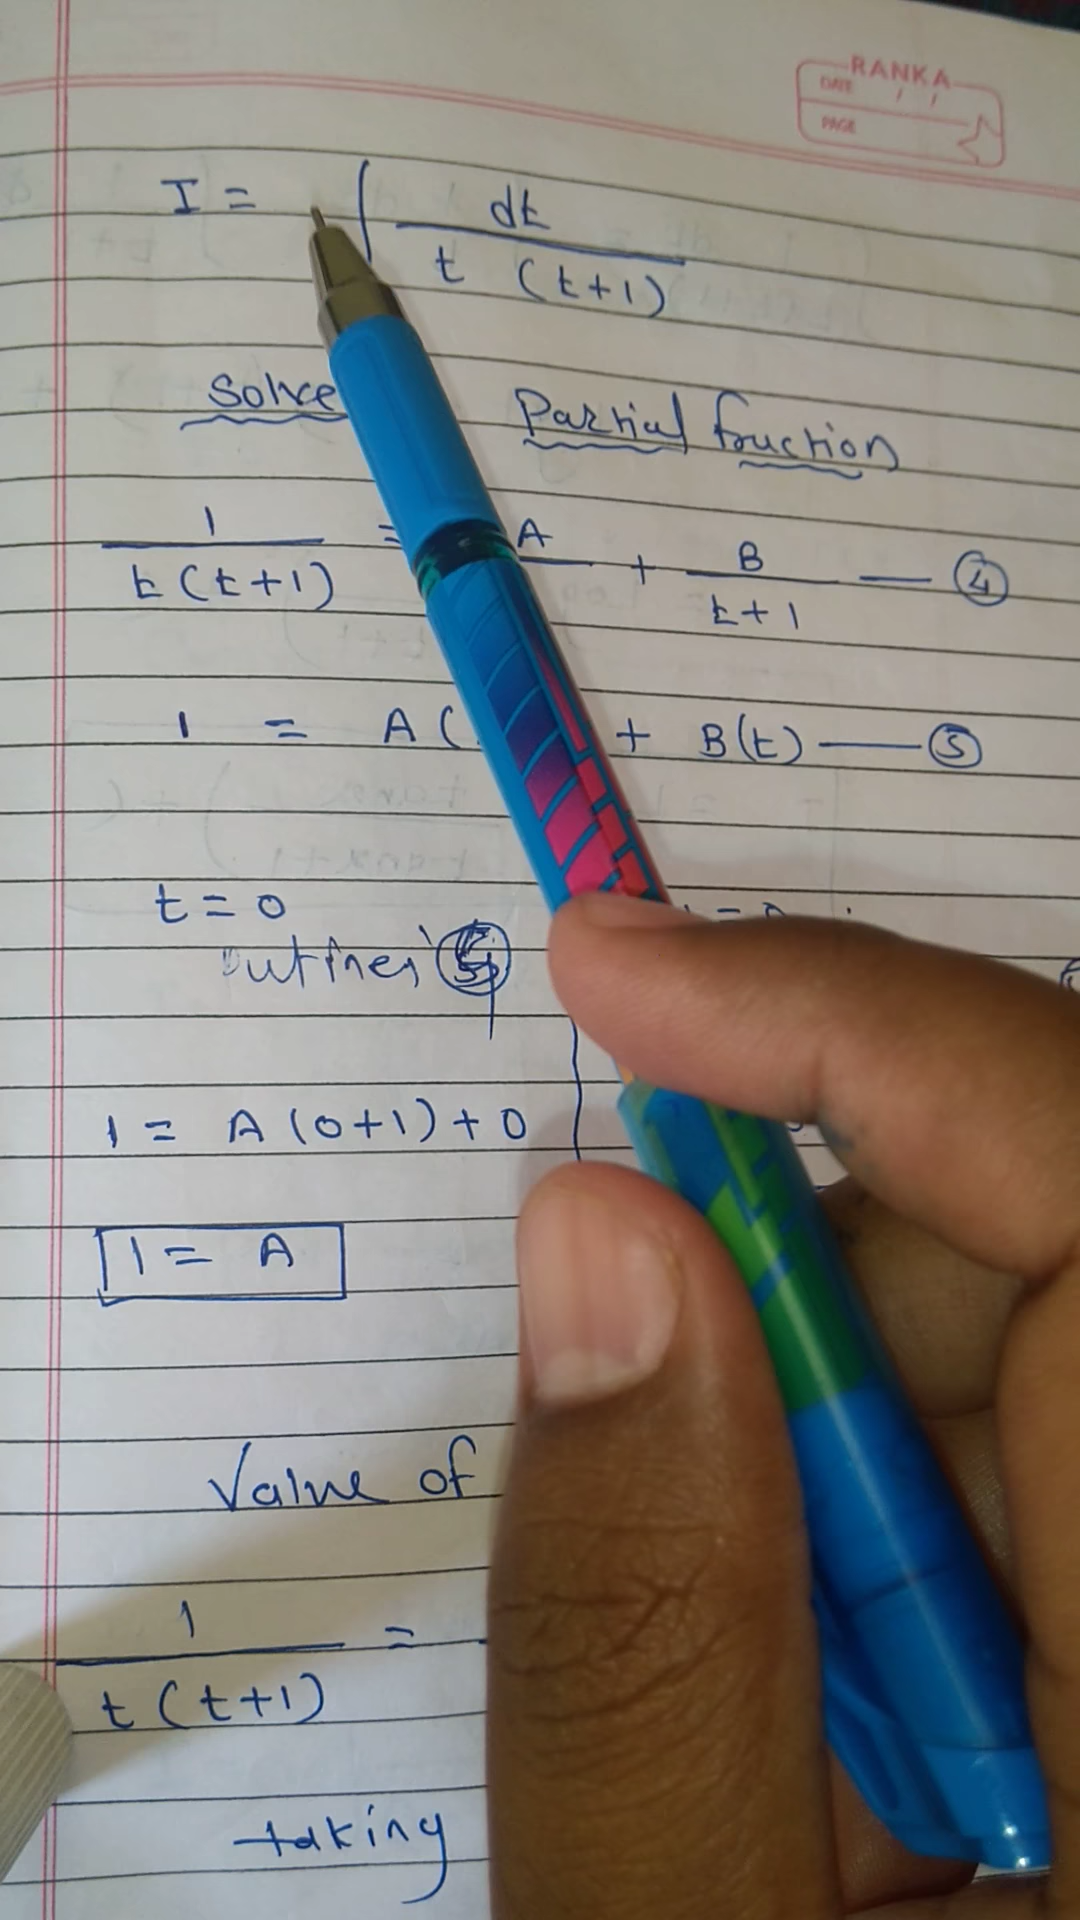 RANKA
DATE / /
PAGE
I = ∫ dt
t (t+1)
Solve Partial fraction
1 = A + B — ④
t(t+1) t+1
1 = A( + B(t) — ⑤
t = 0
1 = A(0+1)+0
1 = A
Value of
1 =
t(t+1)
taking